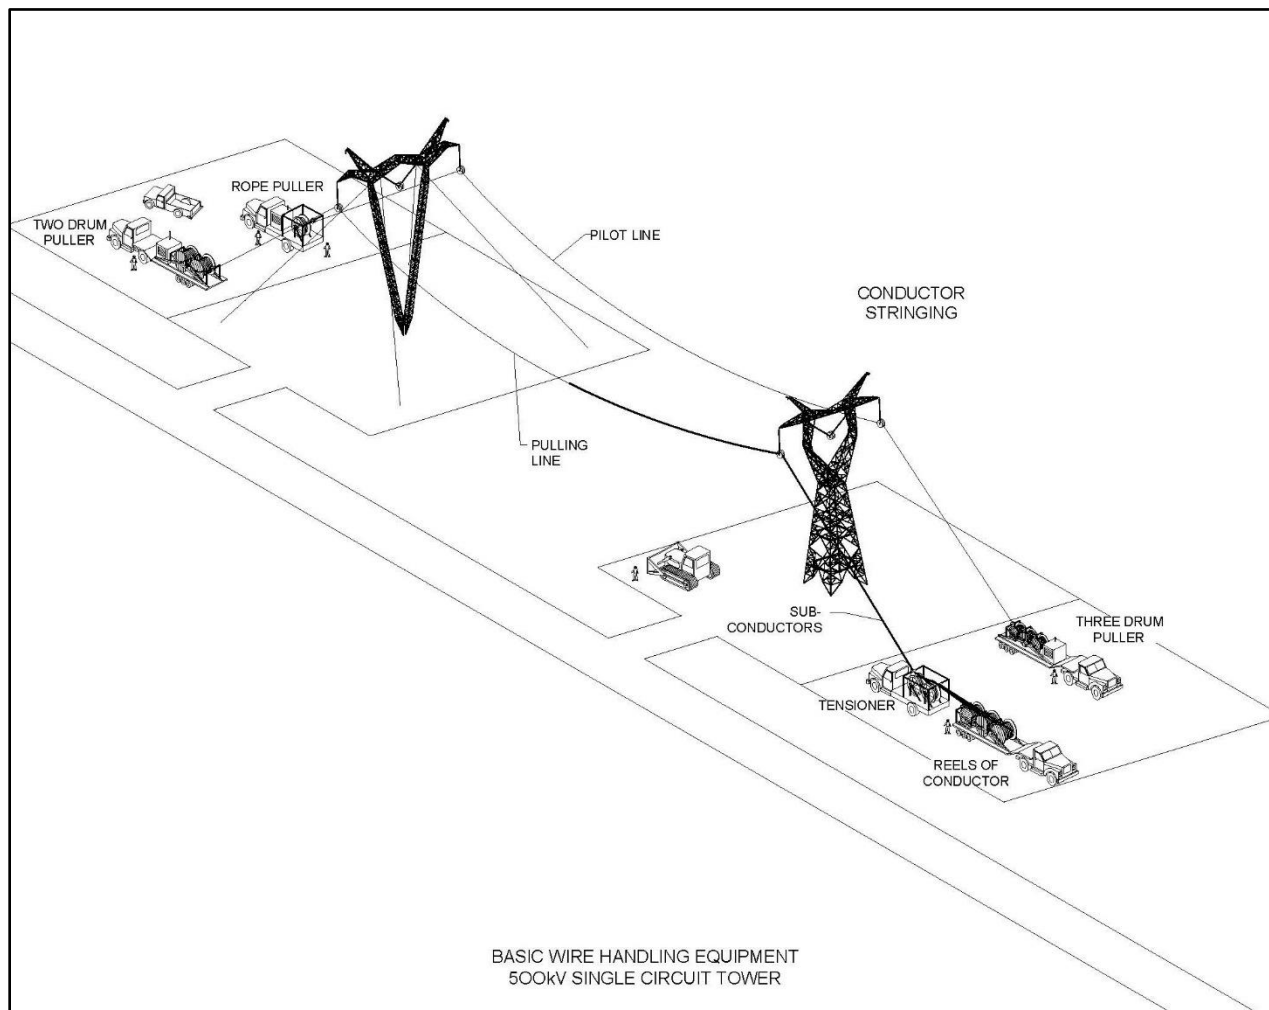 ROPE PULLER
TWO DRUM
PULLER
PILOT LINE
CONDUCTOR
STRINGING
PULLING
LINE
SUB-
CONDUCTORS
THREE DRUM
PULLER
TENSIONER
REELS OF
CONDUCTOR
BASIC WIRE HANDLING EQUIPMENT
500kV SINGLE CIRCUIT TOWER